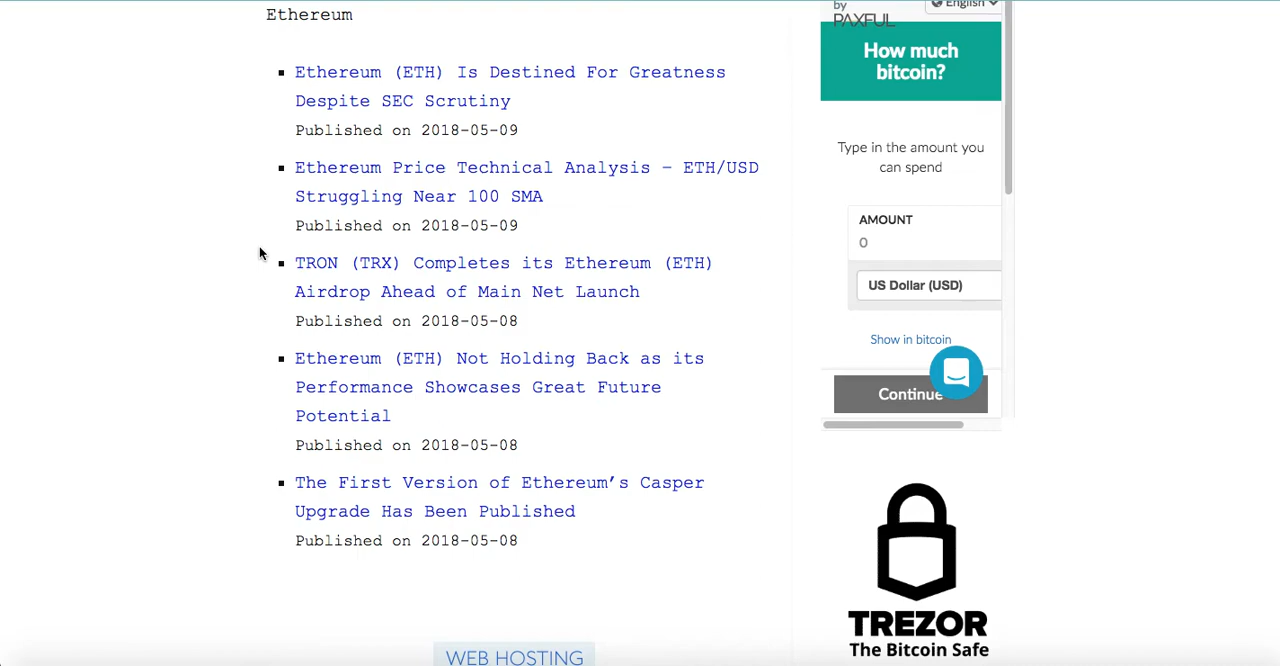 Ethereum
Ethereum (ETH) Is Destined For Greatness
Despite SEC Scrutiny
Published on 2018-05-09
Ethereum Price Technical Analysis – ETH/USD
Struggling Near 100 SMA
Published on 2018-05-09
TRON (TRX) Completes its Ethereum (ETH)
Airdrop Ahead of Main Net Launch
Published on 2018-05-08
Ethereum (ETH) Not Holding Back as its
Performance Showcases Great Future
Potential
Published on 2018-05-08
The First Version of Ethereum’s Casper
Upgrade Has Been Published
Published on 2018-05-08
WEB HOSTING
by
PAXFUL
English
How much
bitcoin?
Type in the amount you
can spend
AMOUNT
0
US Dollar (USD)
Show in bitcoin
Continue
TREZOR
The Bitcoin Safe